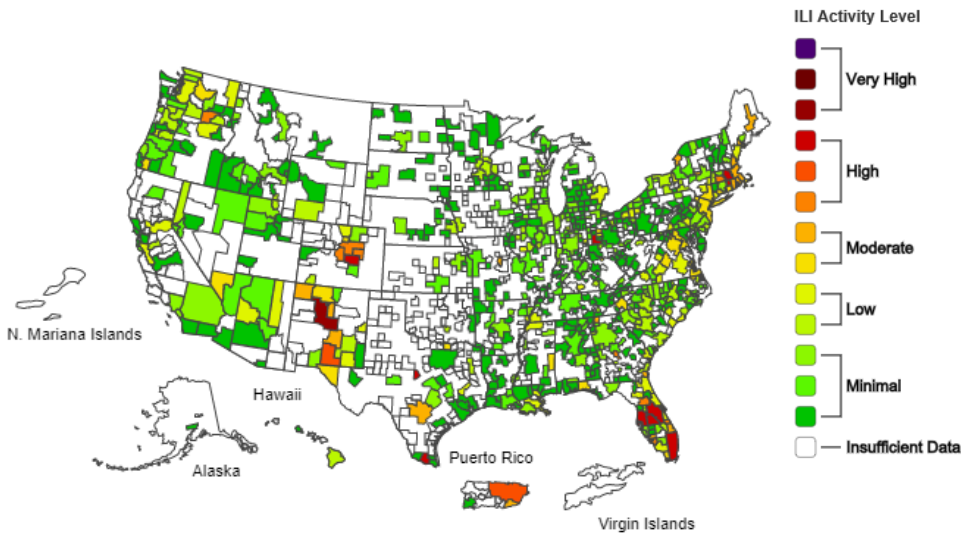 ILI Activity Level
Very High
High
Moderate
Low
Minimal
Insufficient Data
N. Mariana Islands
Hawaii
Alaska
Puerto Rico
Virgin Islands